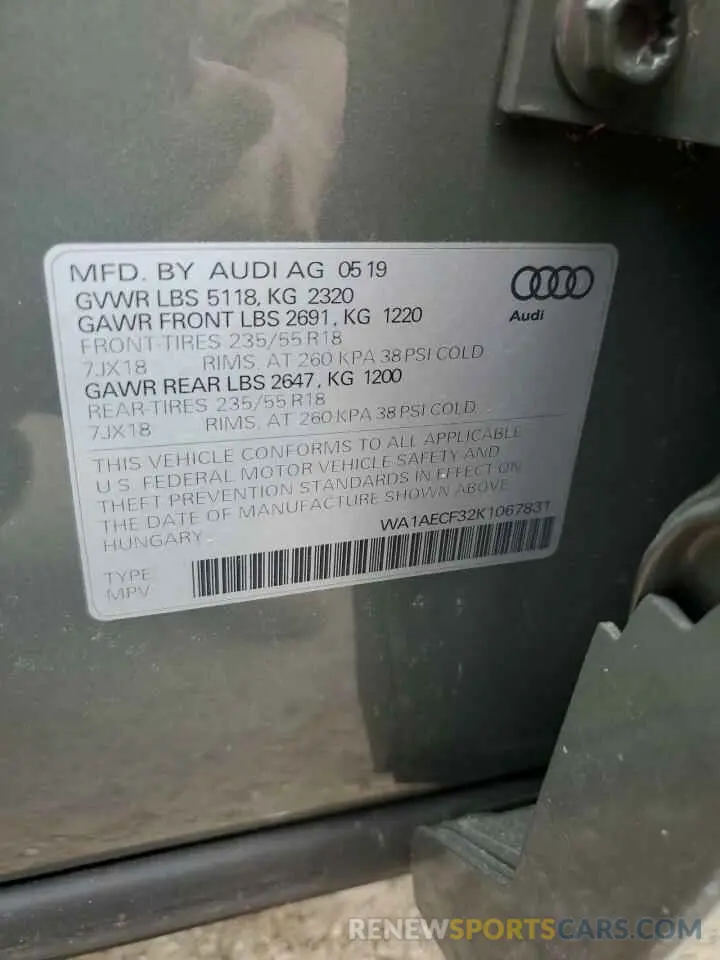 MFD. BY AUDI AG 05 19
GVWR LBS 5118, KG 2320
GAWR FRONT LBS 2691, KG 1220
FRONT-TIRES 235/55 R18
7JX18 RIMS, AT 260 KPA 38 PSI COLD
GAWR REAR LBS 2647, KG 1200
REAR-TIRES 235/55 R18
7JX18 RIMS, AT 260 KPA 38 PSI COLD
Audi
THIS VEHICLE CONFORMS TO ALL APPLICABLE
U.S. FEDERAL MOTOR VEHICLE SAFETY AND
THEFT PREVENTION STANDARDS IN EFFECT ON
THE DATE OF MANUFACTURE SHOWN ABOVE.
HUNGARY
WA1AECF32K1067831
TYPE
MPV
RENEWSPORTSCARS.COM